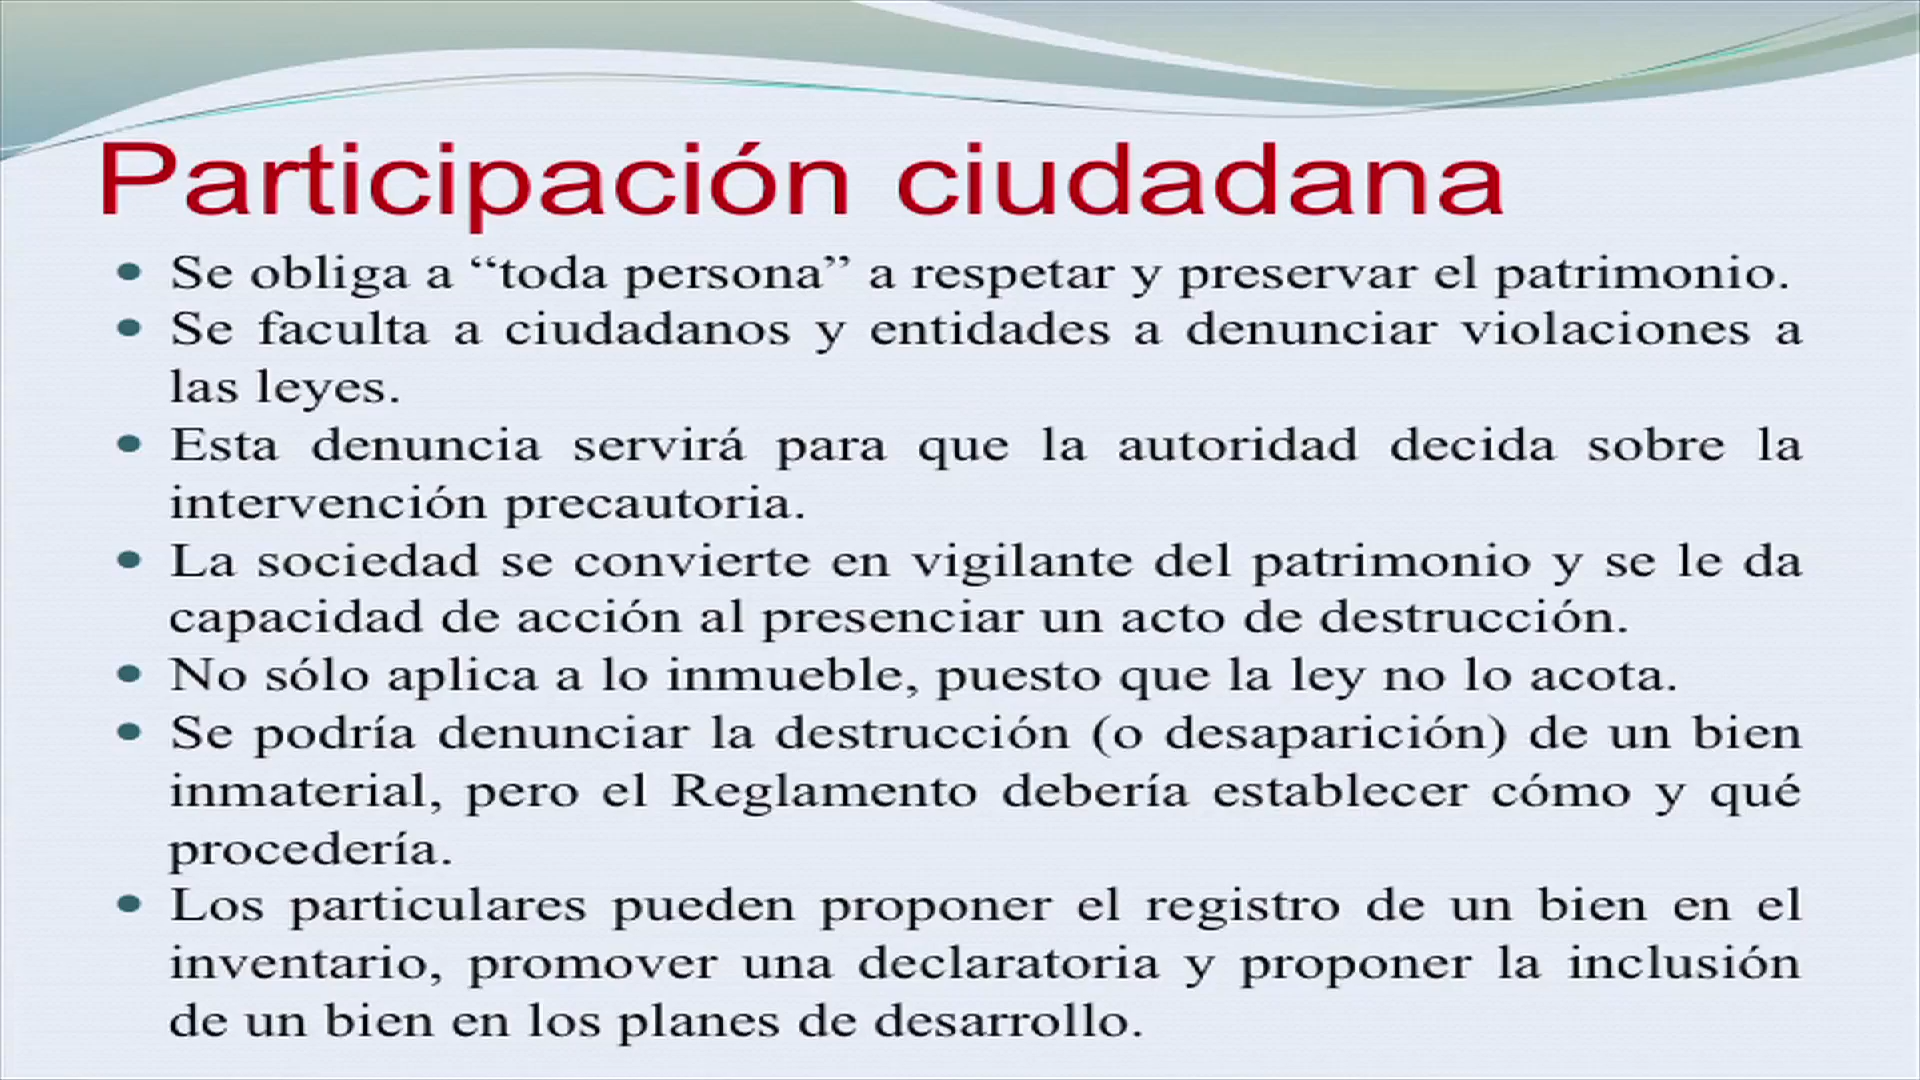 Participación ciudadana
• Se obliga a “toda persona” a respetar y preservar el patrimonio.
• Se faculta a ciudadanos y entidades a denunciar violaciones a
las leyes.
• Esta denuncia servirá para que la autoridad decida sobre la
intervención precautoria.
• La sociedad se convierte en vigilante del patrimonio y se le da
capacidad de acción al presenciar un acto de destrucción.
• No sólo aplica a lo inmueble, puesto que la ley no lo acota.
• Se podría denunciar la destrucción (o desaparición) de un bien
inmaterial, pero el Reglamento debería establecer cómo y qué
procedería.
• Los particulares pueden proponer el registro de un bien en el
inventario, promover una declaratoria y proponer la inclusión
de un bien en los planes de desarrollo.